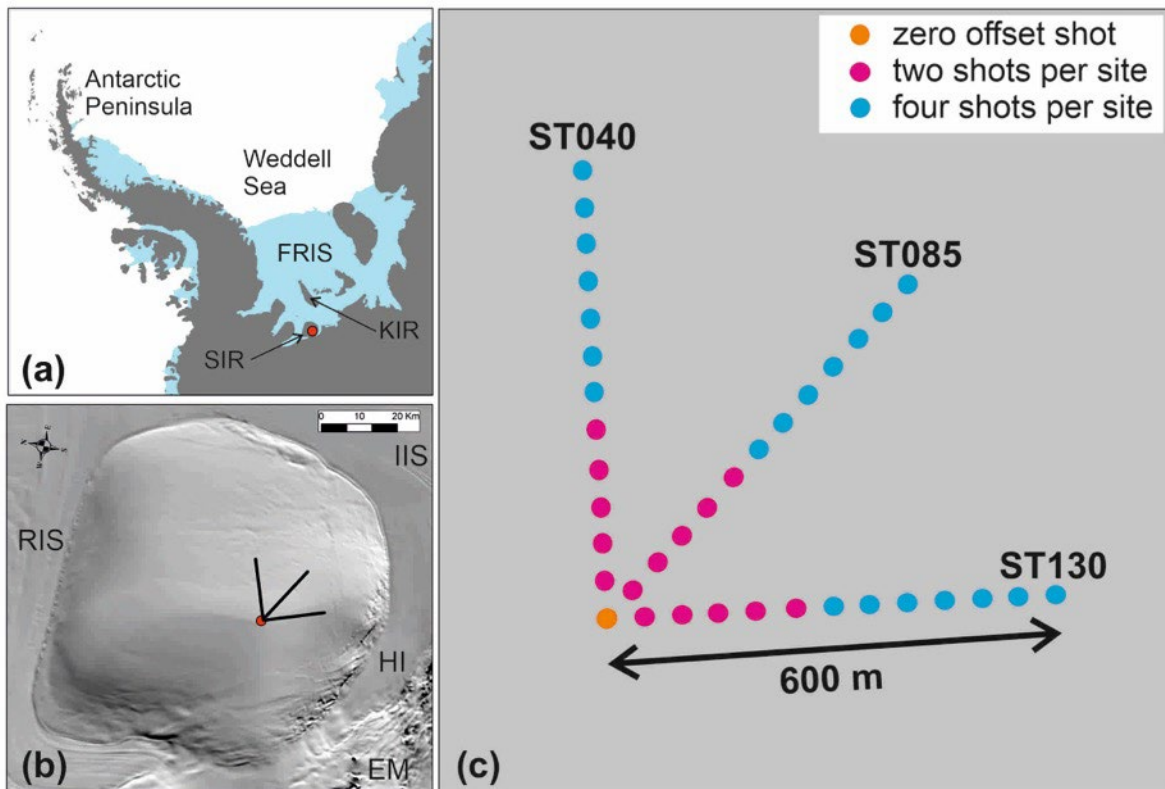 Antarctic
Peninsula
Weddell
Sea
FRIS
KIR
SIR
(a)
0 10 20 Km
IIS
RIS
HI
EM
(b)
zero offset shot
two shots per site
four shots per site
ST040
ST085
ST130
600 m
(c)